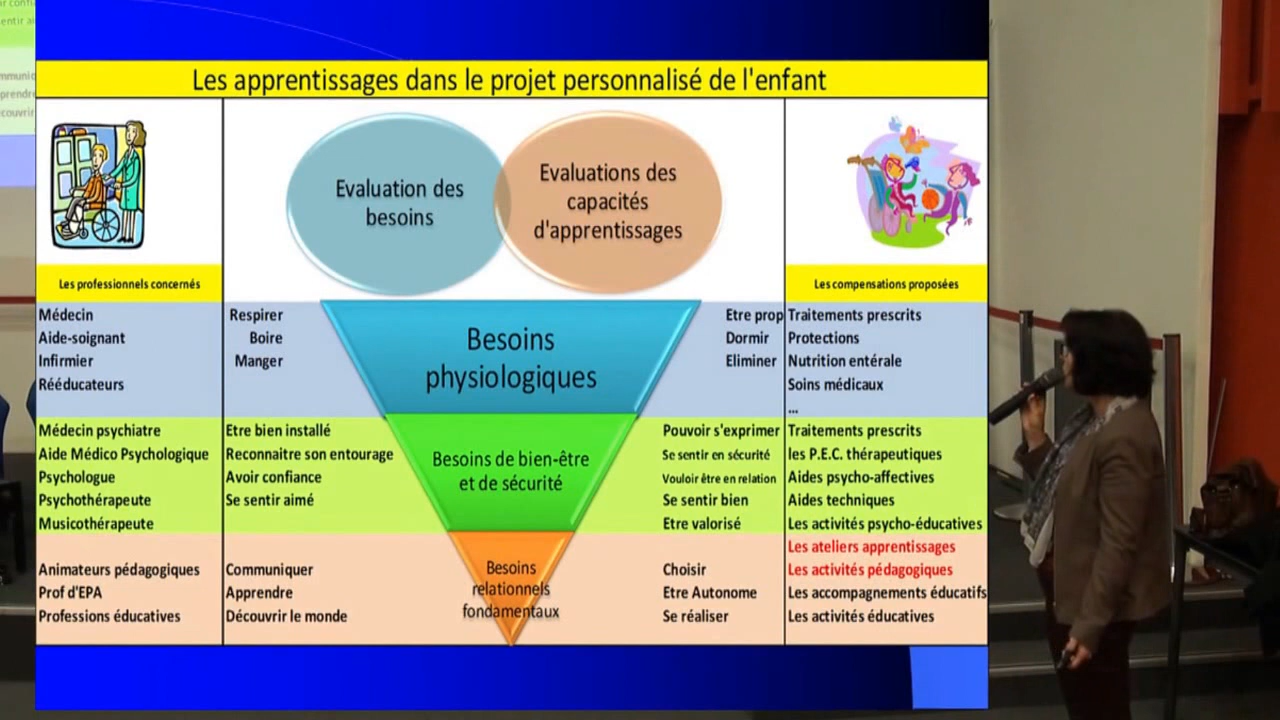 Les apprentissages dans le projet personnalisé de l'enfant
Evaluation des
besoins
Evaluations des
capacités
d'apprentissages
Les professionnels concernés
Les compensations proposées
Médecin
Aide-soignant
Infirmier
Rééducateurs
Respirer
Boire
Manger
Besoins
physiologiques
Etre prop
Dormir
Eliminer
Traitements prescrits
Protections
Nutrition entérale
Soins médicaux
...
Médecin psychiatre
Aide Médico Psychologique
Psychologue
Psychothérapeute
Musicothérapeute
Etre bien installé
Reconnaitre son entourage
Avoir confiance
Se sentir aimé
Besoins de bien-être
et de sécurité
Pouvoir s'exprimer
Se sentir en sécurité
Vouloir être en relation
Se sentir bien
Etre valorisé
Traitements prescrits
les P.E.C. thérapeutiques
Aides psycho-affectives
Aides techniques
Les activités psycho-éducatives
Animateurs pédagogiques
Prof d'EPA
Professions éducatives
Communiquer
Apprendre
Découvrir le monde
Besoins
relationnels
fondamentaux
Choisir
Etre Autonome
Se réaliser
Les ateliers apprentissages
Les activités pédagogiques
Les accompagnements éducatifs
Les activités éducatives